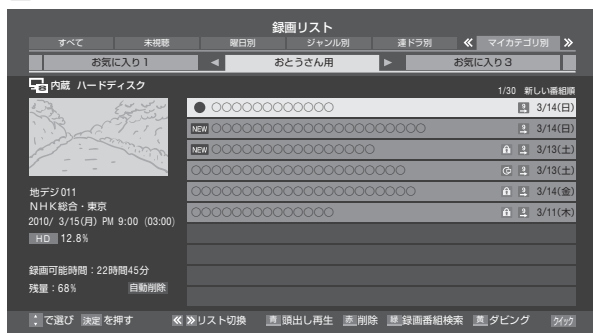 録画リスト
すべて 未視聴 曜日別 ジャンル別 連ドラ別 ≪ マイカテゴリ別 ≫
お気に入り1 ◀ おとうさん用 ▶ お気に入り3
内蔵 ハードディスク
1/30 新しい番組順
● ○○○○○○○○○○○○ 3/14(日)
NEW ○○○○○○○○○○○○○○○○○○○○○ 3/14(日)
NEW ○○○○○○○○○○○○○○○○ 3/13(土)
○○○○○○○○○○○○○○○○○○○○○ 3/13(土)
○○○○○○○○○○○○○○○○○○○○○○ 3/14(金)
○○○○○○○○○○○○○○ 3/11(木)
地デジ011
NHK総合・東京
2010/ 3/15(月) PM 9:00 (03:00)
HD 12.8%
録画可能時間:22時間45分
残量:68% 自動削除
で選び 決定 を押す ≪ ≫リスト切換 青 頭出し再生 赤 削除 緑 録画番組検索 黄 ダビング クイック